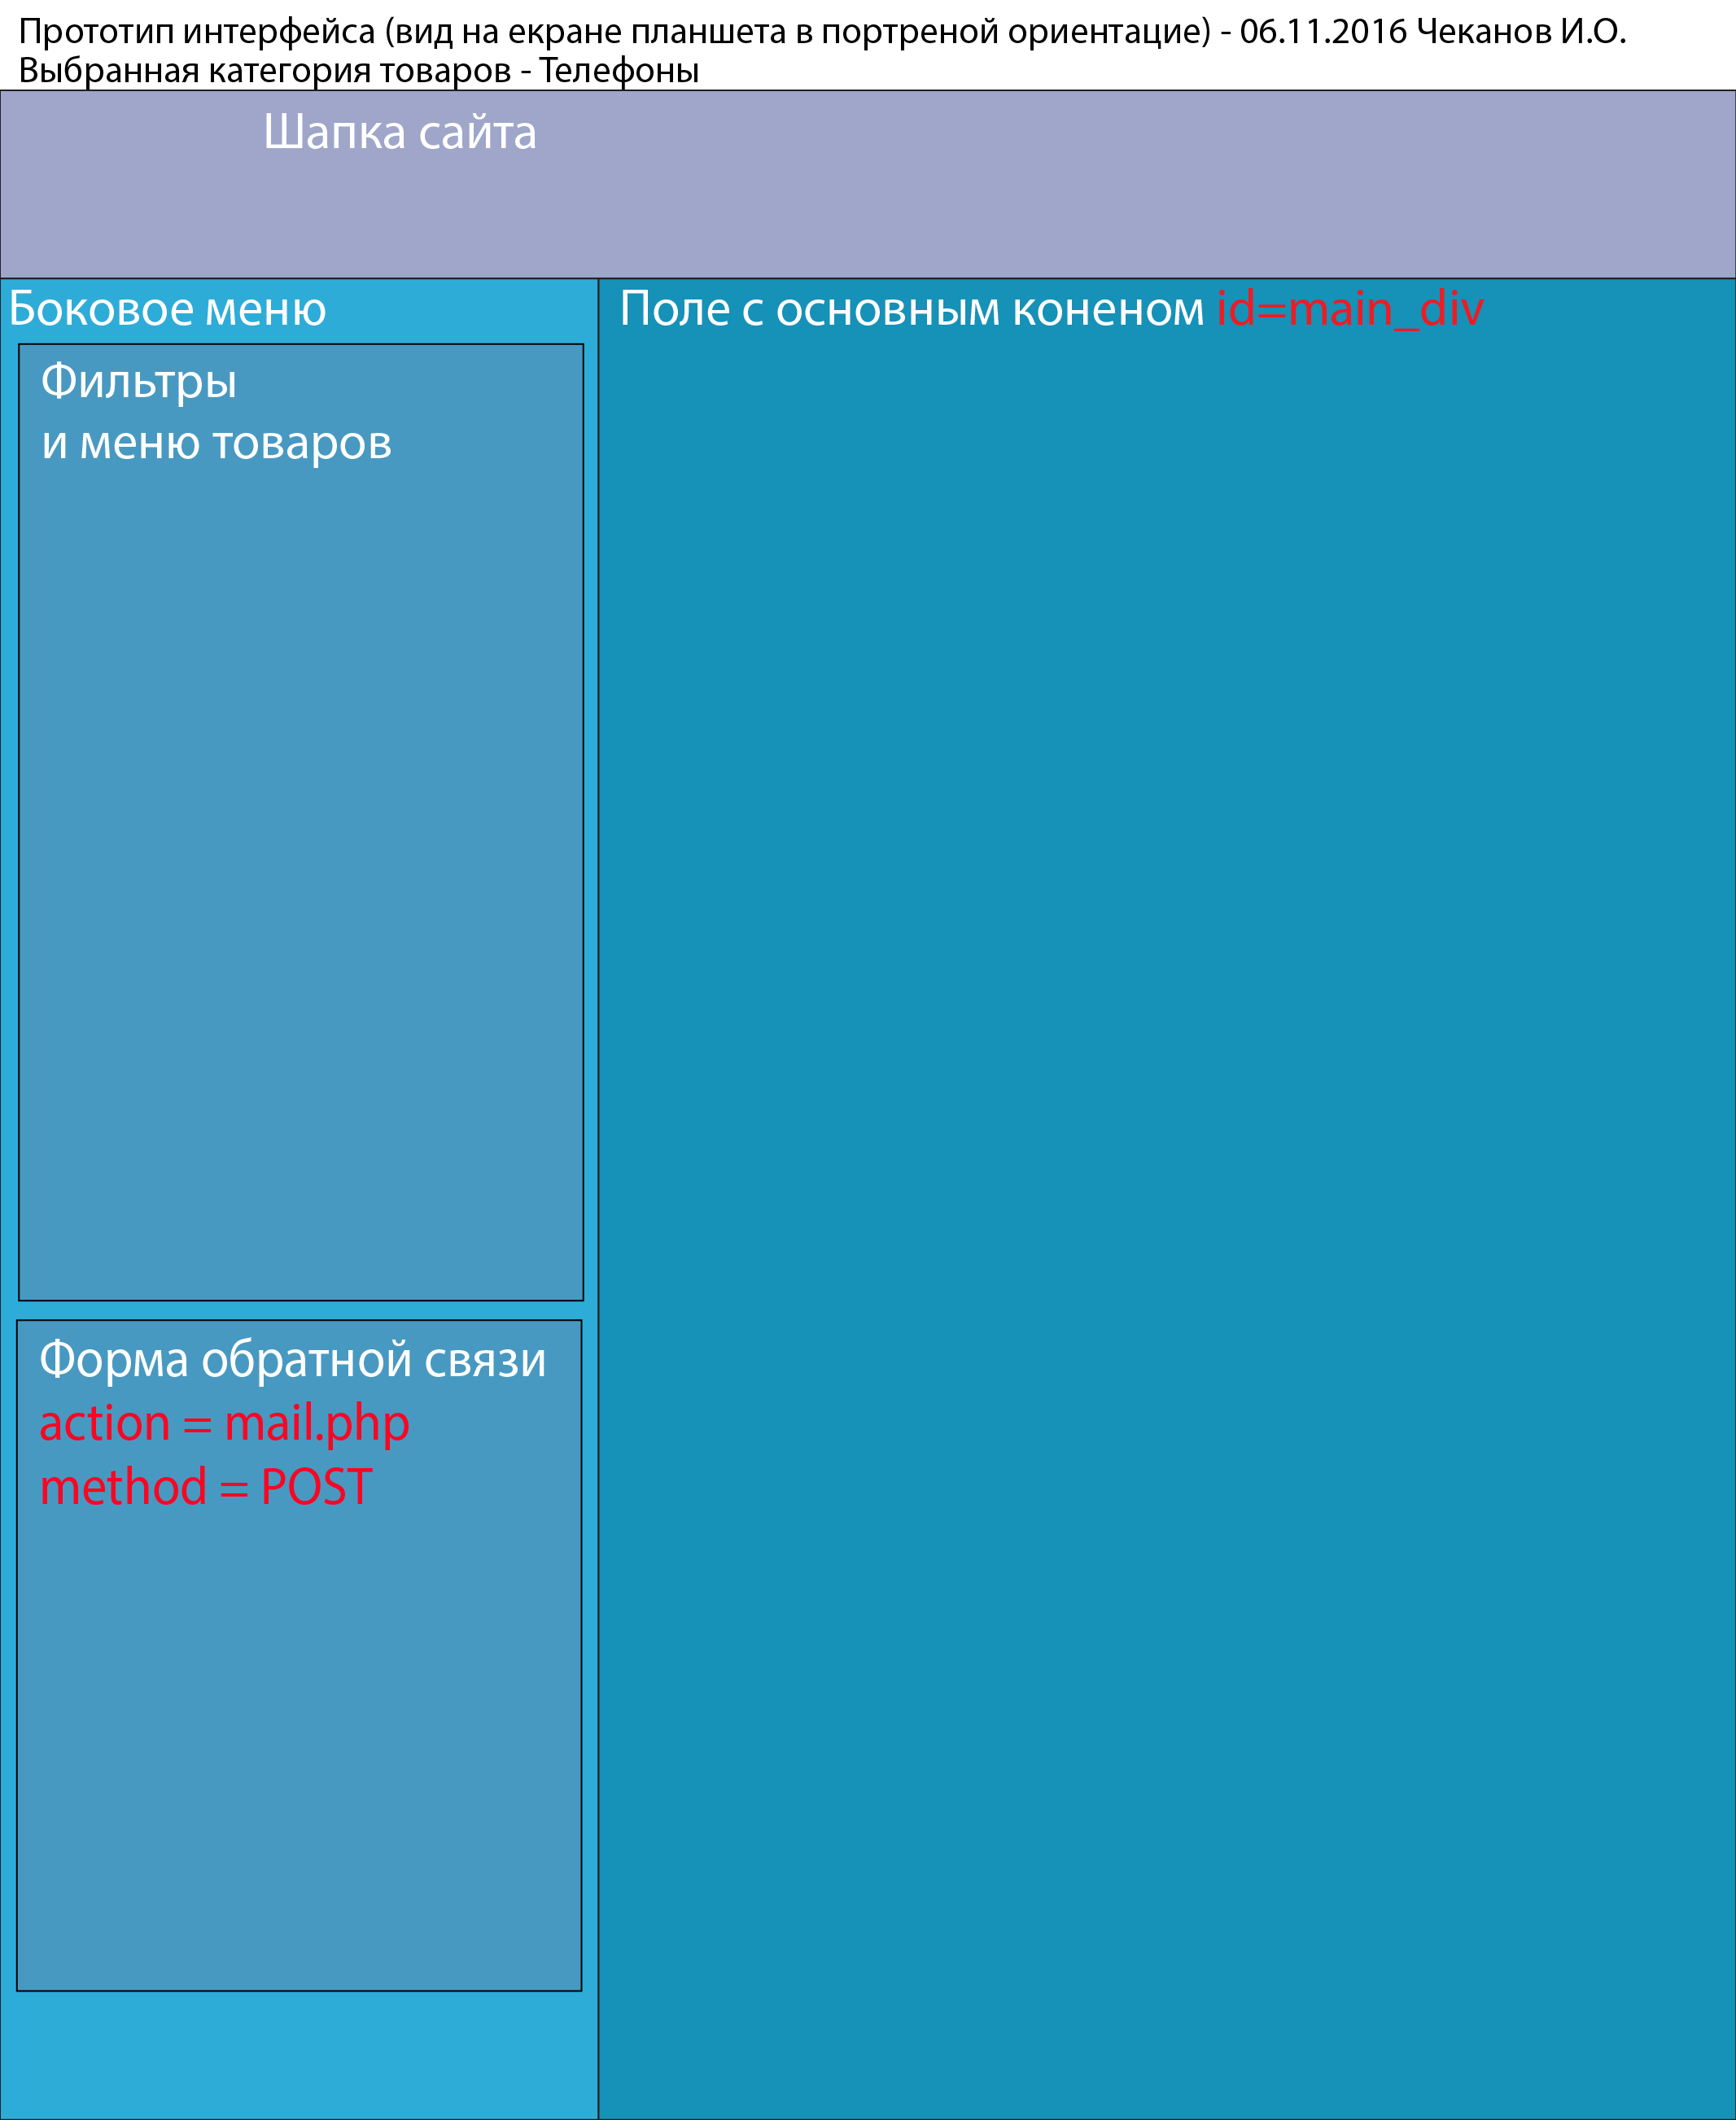 Прототип интерфейса (вид на екране планшета в портреной ориентацие) - 06.11.2016 Чеканов И.О.
Выбранная категория товаров - Телефоны
Шапка сайта
Боковое меню
Фильтры
и меню товаров
Форма обратной связи
action = mail.php
method = POST
Поле с основным коненом id=main_div